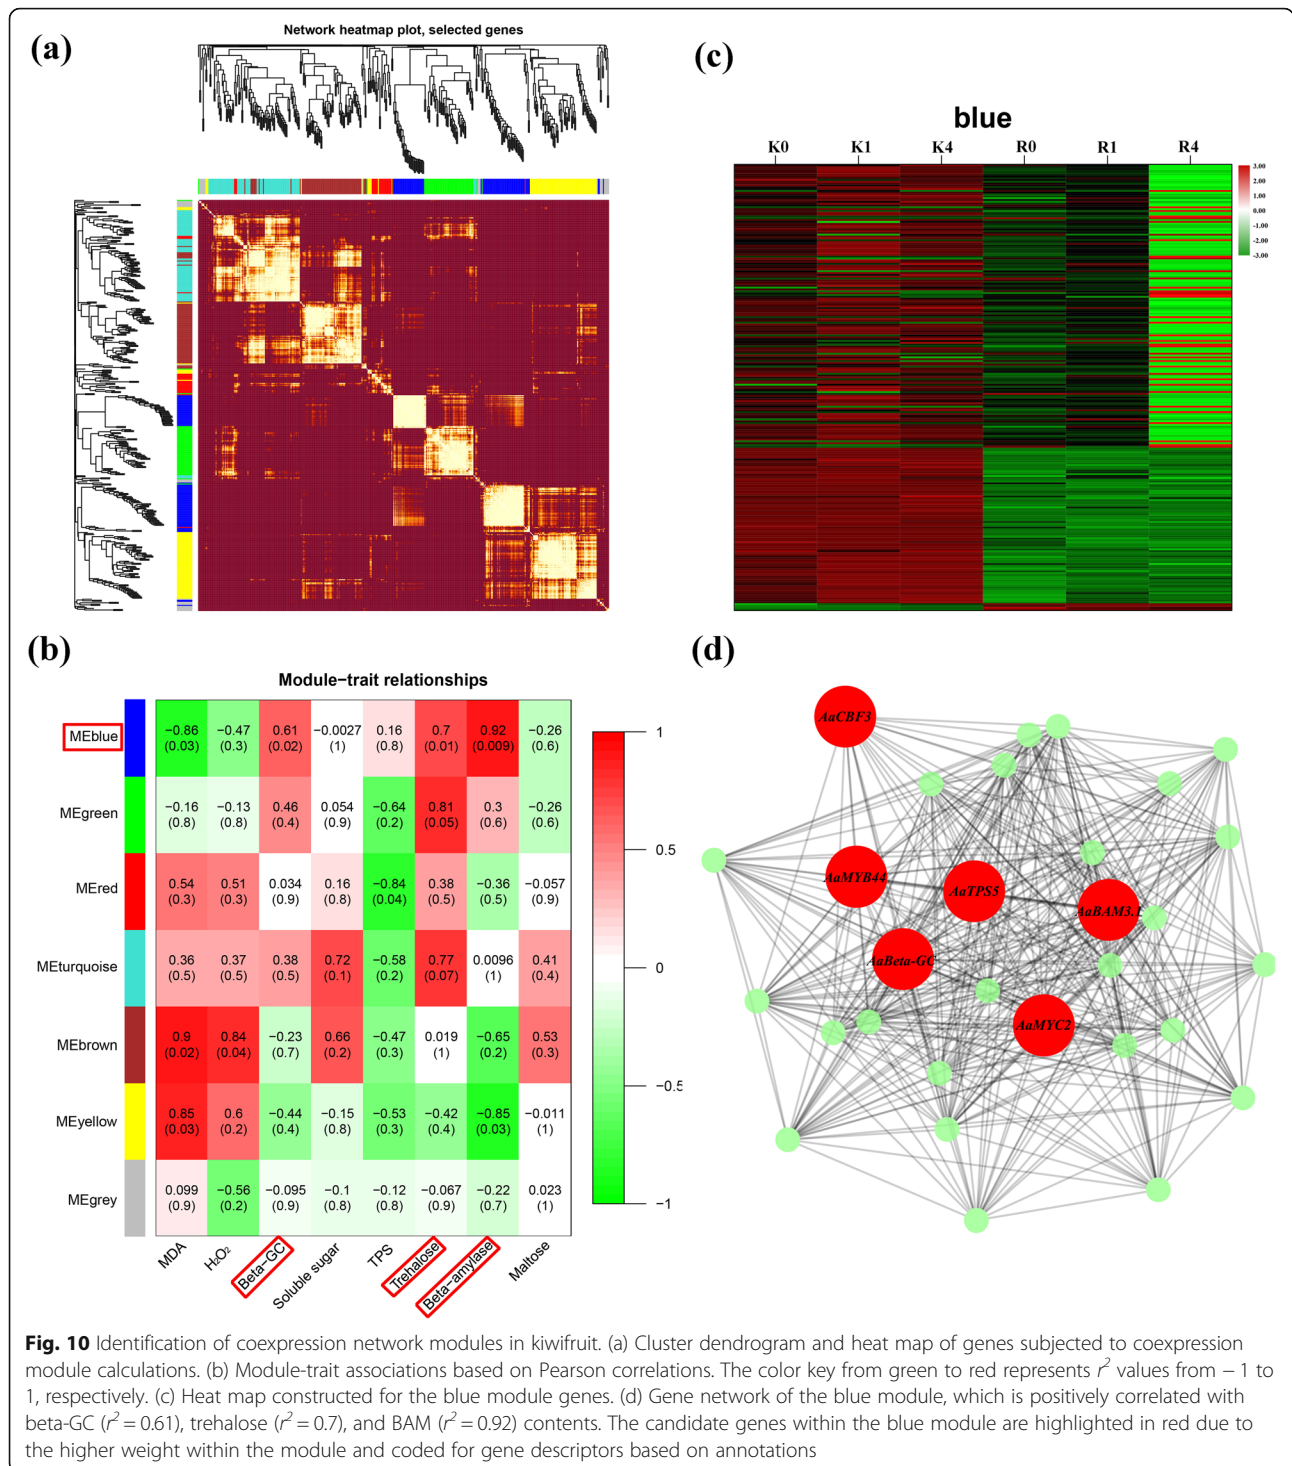 (a)
Network heatmap plot, selected genes
(c)
blue
K0 K1 K4 R0 R1 R4
3.00
2.00
1.00
0.00
-1.00
-2.00
-3.00
(b)
Module−trait relationships
MEblue
−0.86 −0.47 0.61 −0.0027 0.16 0.7 0.92 −0.26
(0.03) (0.3) (0.02) (1) (0.8) (0.01) (0.009) (0.6)
MEgreen
−0.16 −0.13 0.46 0.054 −0.64 0.81 0.3 −0.26
(0.8) (0.8) (0.4) (0.9) (0.2) (0.05) (0.6) (0.6)
MEred
0.54 0.51 0.034 0.16 −0.84 0.38 −0.36 −0.057
(0.3) (0.3) (0.9) (0.8) (0.04) (0.5) (0.5) (0.9)
MEturquoise
0.36 0.37 0.38 0.72 −0.58 0.77 0.0096 0.41
(0.5) (0.5) (0.5) (0.1) (0.2) (0.07) (1) (0.4)
MEbrown
0.9 0.84 −0.23 0.66 −0.47 0.019 −0.65 0.53
(0.02) (0.04) (0.7) (0.2) (0.3) (1) (0.2) (0.3)
MEyellow
0.85 0.6 −0.44 −0.15 −0.53 −0.42 −0.85 −0.011
(0.03) (0.2) (0.4) (0.8) (0.3) (0.4) (0.03) (1)
MEgrey
0.099 −0.56 −0.095 −0.1 −0.12 −0.067 −0.22 0.023
(0.9) (0.2) (0.9) (0.8) (0.8) (0.9) (0.7) (1)
MDA H₂O₂ Beta−GC Soluble sugar TPS Trehalose Beta−amylase Maltose
1
0.5
0
−0.5
−1
(d)
AaCBF3
AaMYB44
AaTPS5
AaBAM3.1
AaBeta-GC
AaMYC2
Fig. 10 Identification of coexpression network modules in kiwifruit. (a) Cluster dendrogram and heat map of genes subjected to coexpression
module calculations. (b) Module-trait associations based on Pearson correlations. The color key from green to red represents r² values from − 1 to
1, respectively. (c) Heat map constructed for the blue module genes. (d) Gene network of the blue module, which is positively correlated with
beta-GC (r² = 0.61), trehalose (r² = 0.7), and BAM (r² = 0.92) contents. The candidate genes within the blue module are highlighted in red due to
the higher weight within the module and coded for gene descriptors based on annotations